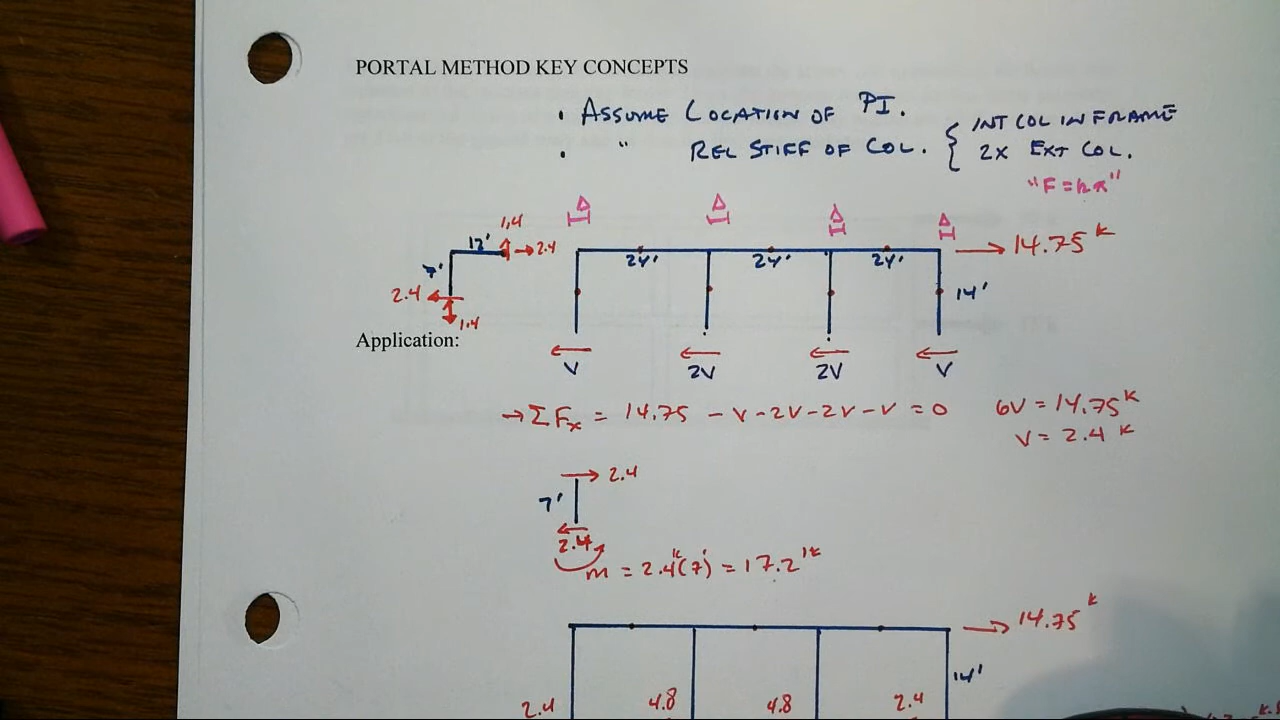 PORTAL METHOD KEY CONCEPTS
• ASSUME LOCATION OF PI.
• " REL STIFF OF COL. { INT COL IN FRAME
2X EXT COL.
"F = kx"
Δ Δ Δ Δ
I I I I
1.4
12' 2.4
7'
2.4
1.4
24' 24' 24'
14.75 k
14'
Application:
V 2V 2V V
→ΣFx = 14.75 - V - 2V - 2V - V = 0 6V = 14.75 k
V = 2.4 k
2.4
7'
2.4
m = 2.4k(7') = 17.2 'k
14.75 k
14'
2.4 4.8 4.8 2.4